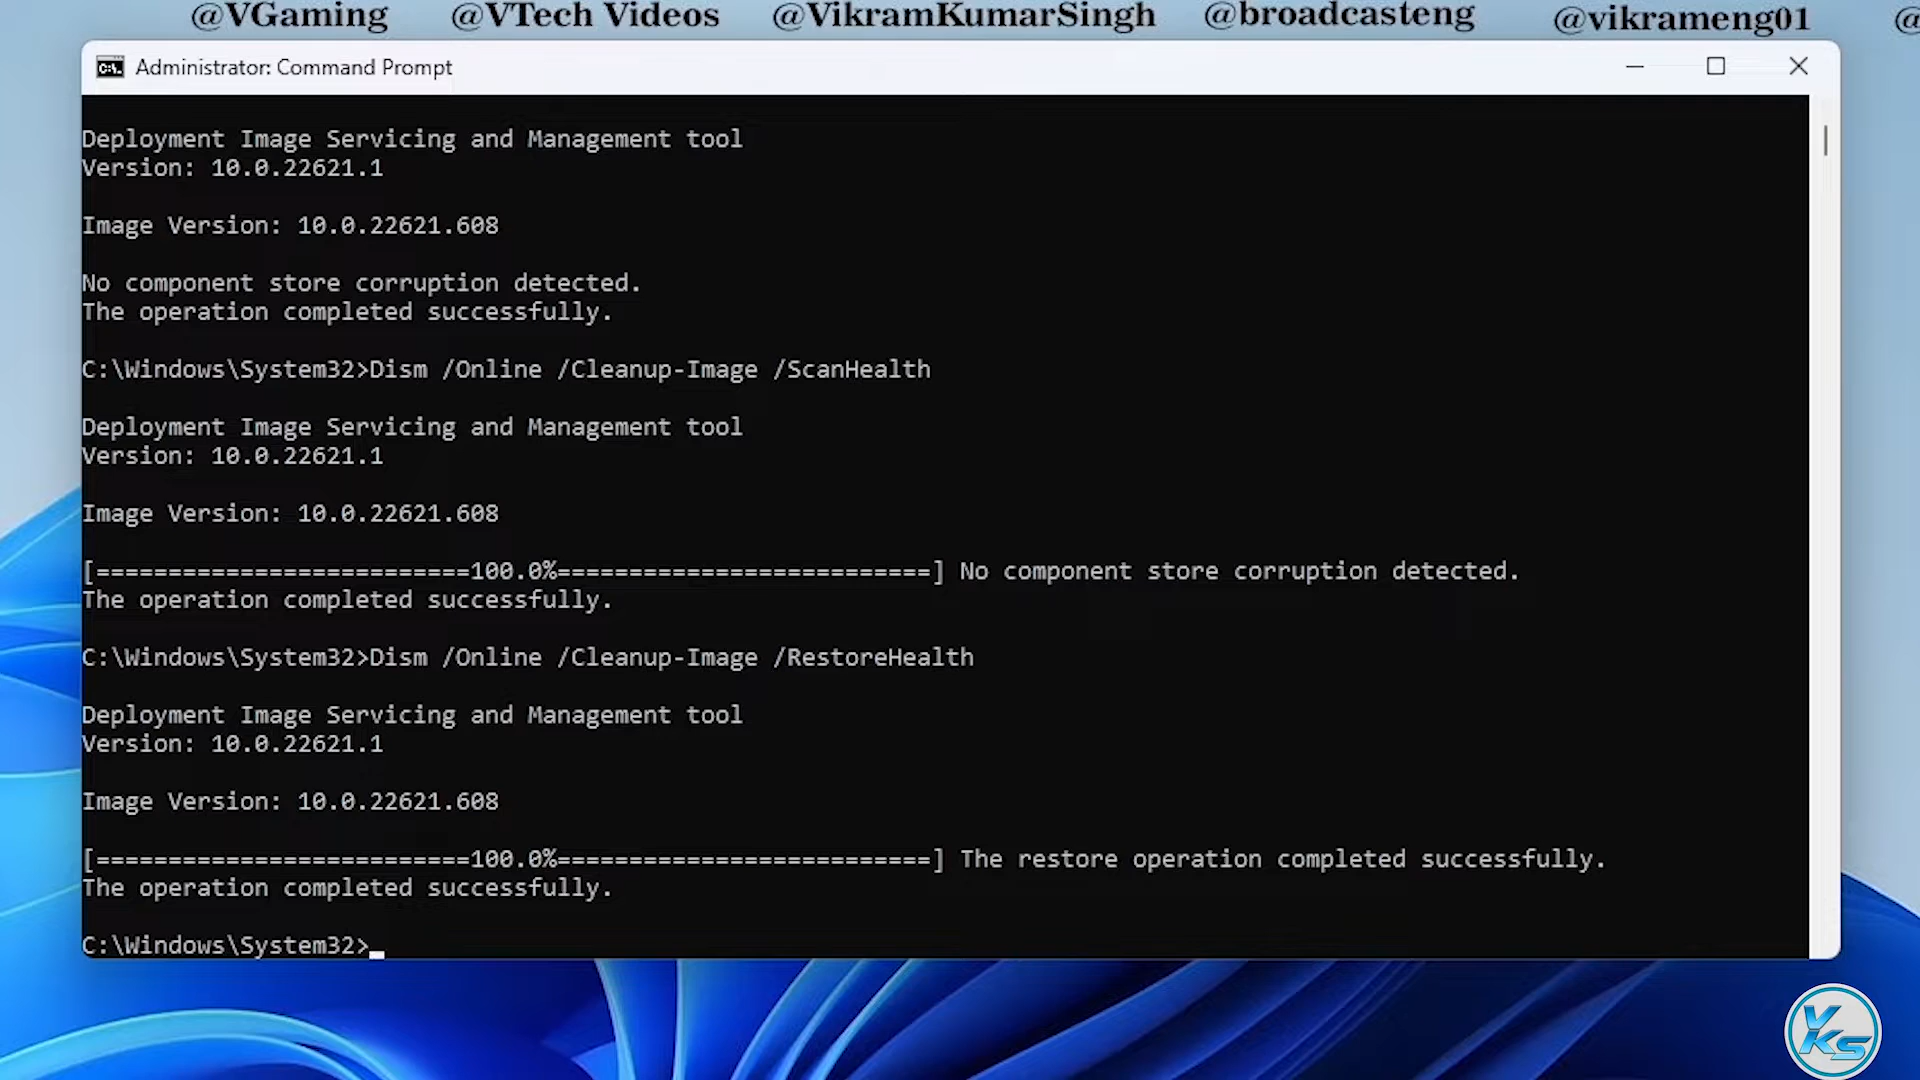 @VGaming @VTech Videos @VikramKumarSingh @broadcasteng @vikrameng01 @
Administrator: Command Prompt
Deployment Image Servicing and Management tool
Version: 10.0.22621.1
Image Version: 10.0.22621.608
No component store corruption detected.
The operation completed successfully.
C:\Windows\System32>Dism /Online /Cleanup-Image /ScanHealth
Deployment Image Servicing and Management tool
Version: 10.0.22621.1
Image Version: 10.0.22621.608
[==========================100.0%==========================] No component store corruption detected.
The operation completed successfully.
C:\Windows\System32>Dism /Online /Cleanup-Image /RestoreHealth
Deployment Image Servicing and Management tool
Version: 10.0.22621.1
Image Version: 10.0.22621.608
[==========================100.0%==========================] The restore operation completed successfully.
The operation completed successfully.
C:\Windows\System32>
VKS